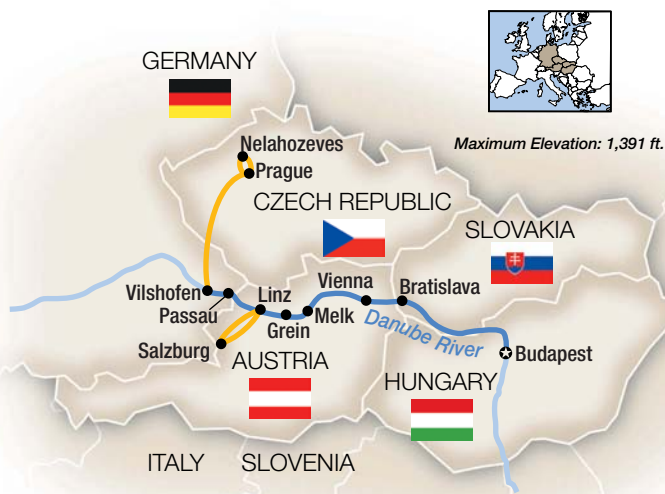 GERMANY
Maximum Elevation: 1,391 ft.
Nelahozeves
Prague
CZECH REPUBLIC
SLOVAKIA
Vilshofen
Passau
Linz
Vienna
Bratislava
Grein
Melk
Danube River
Salzburg
Budapest
AUSTRIA
HUNGARY
ITALY
SLOVENIA